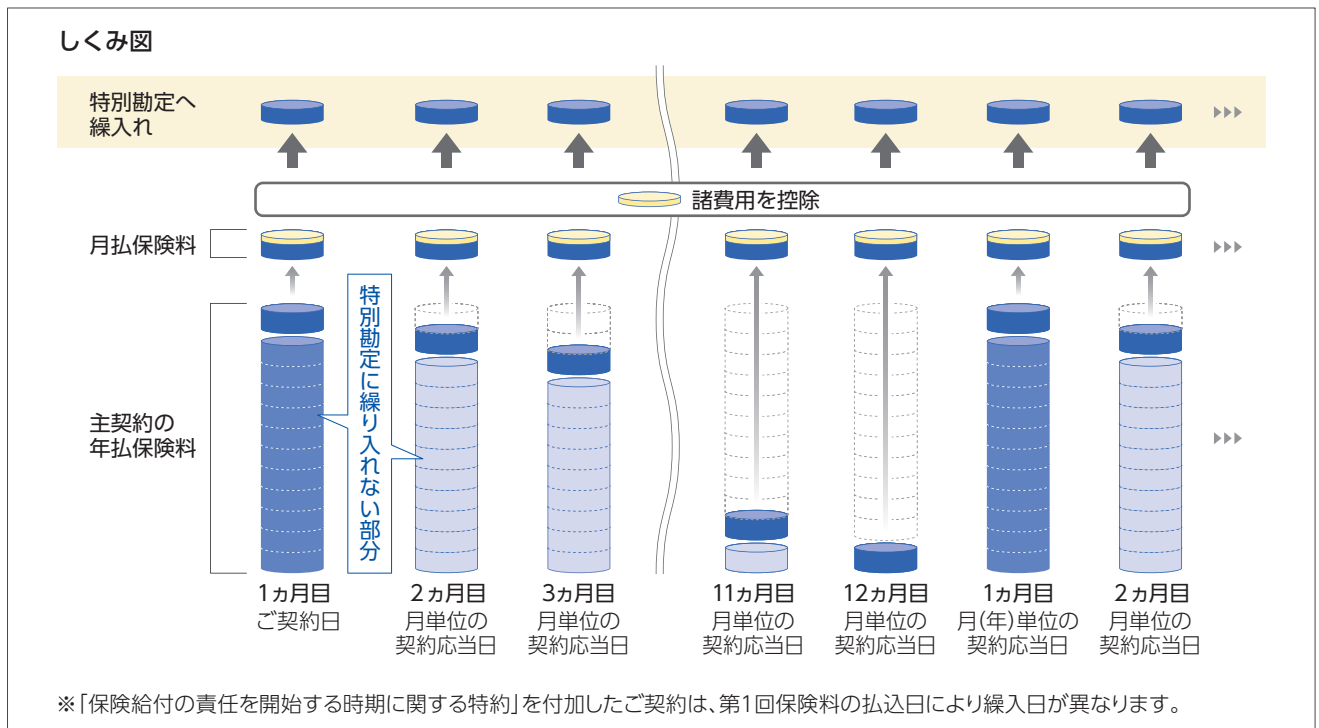 しくみ図
特別勘定へ
繰入れ
諸費用を控除
月払保険料
特別勘定に繰り入れない部分
主契約の
年払保険料
1ヵ月目
ご契約日
2ヵ月目
月単位の
契約応当日
3ヵ月目
月単位の
契約応当日
11ヵ月目
月単位の
契約応当日
12ヵ月目
月単位の
契約応当日
1ヵ月目
月(年)単位の
契約応当日
2ヵ月目
月単位の
契約応当日
※「保険給付の責任を開始する時期に関する特約」を付加したご契約は、第1回保険料の払込日により繰入日が異なります。